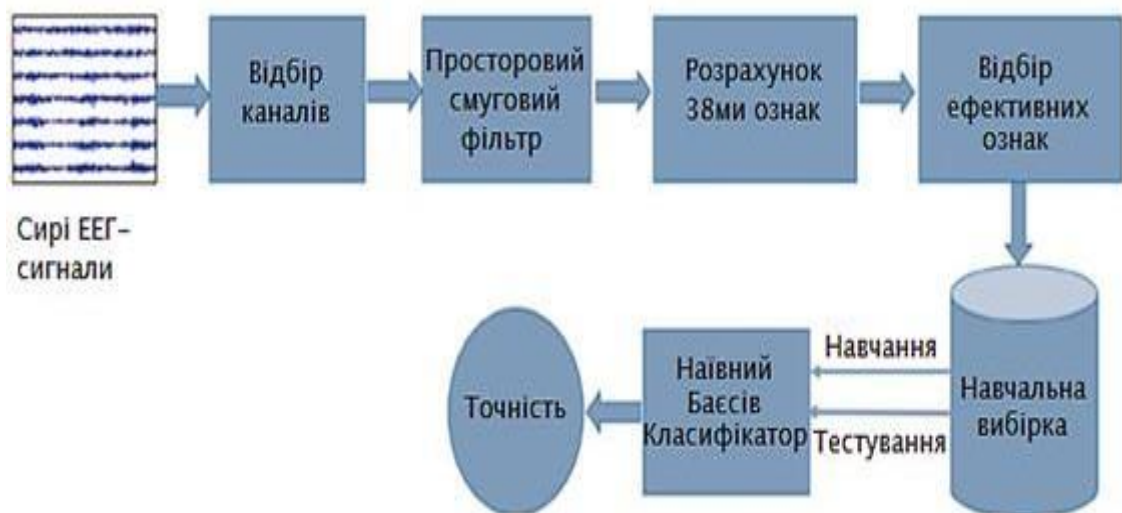 Відбір
каналів
Просторовий
смуговий
фільтр
Розрахунок
38ми ознак
Відбір
ефективних
ознак
Сирі ЕЕГ–
сигнали
Точність
Наївний
Баєсів
Класифікатор
Навчання
Тестування
Навчальна
вибірка